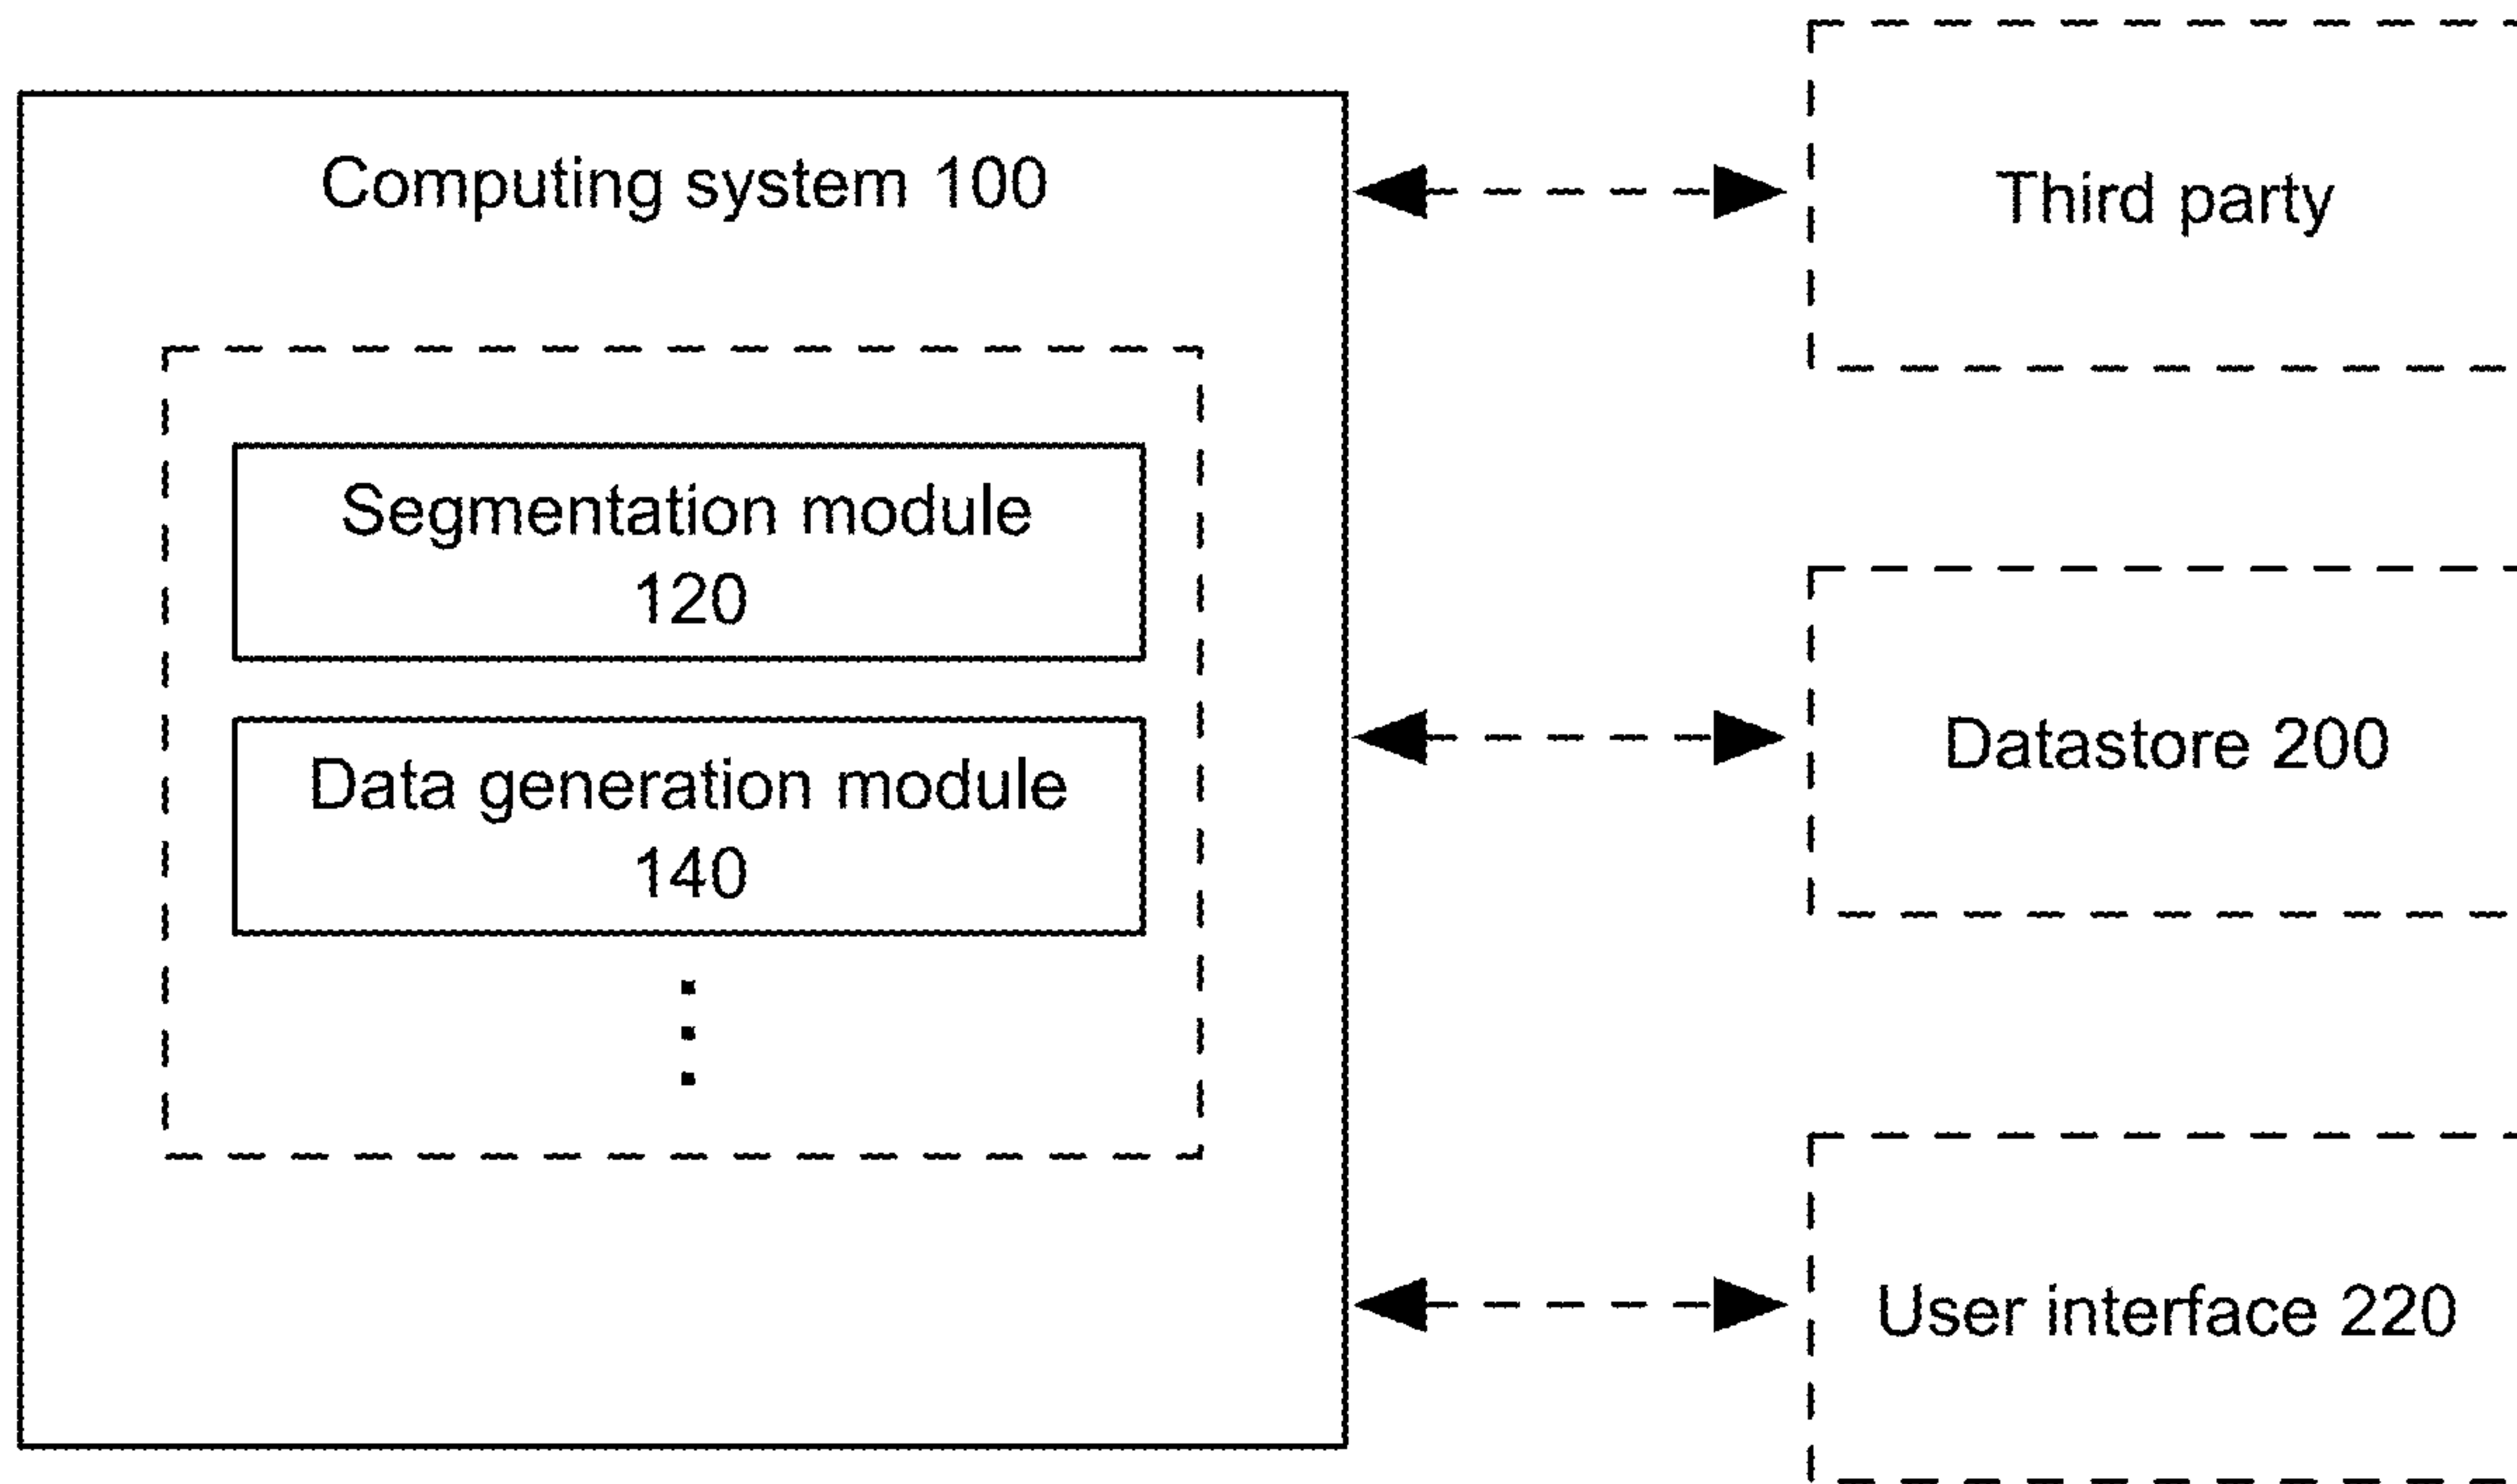 Computing system 100
Third party
Segmentation module
120
Datastore 200
Data generation module
140
User interface 220